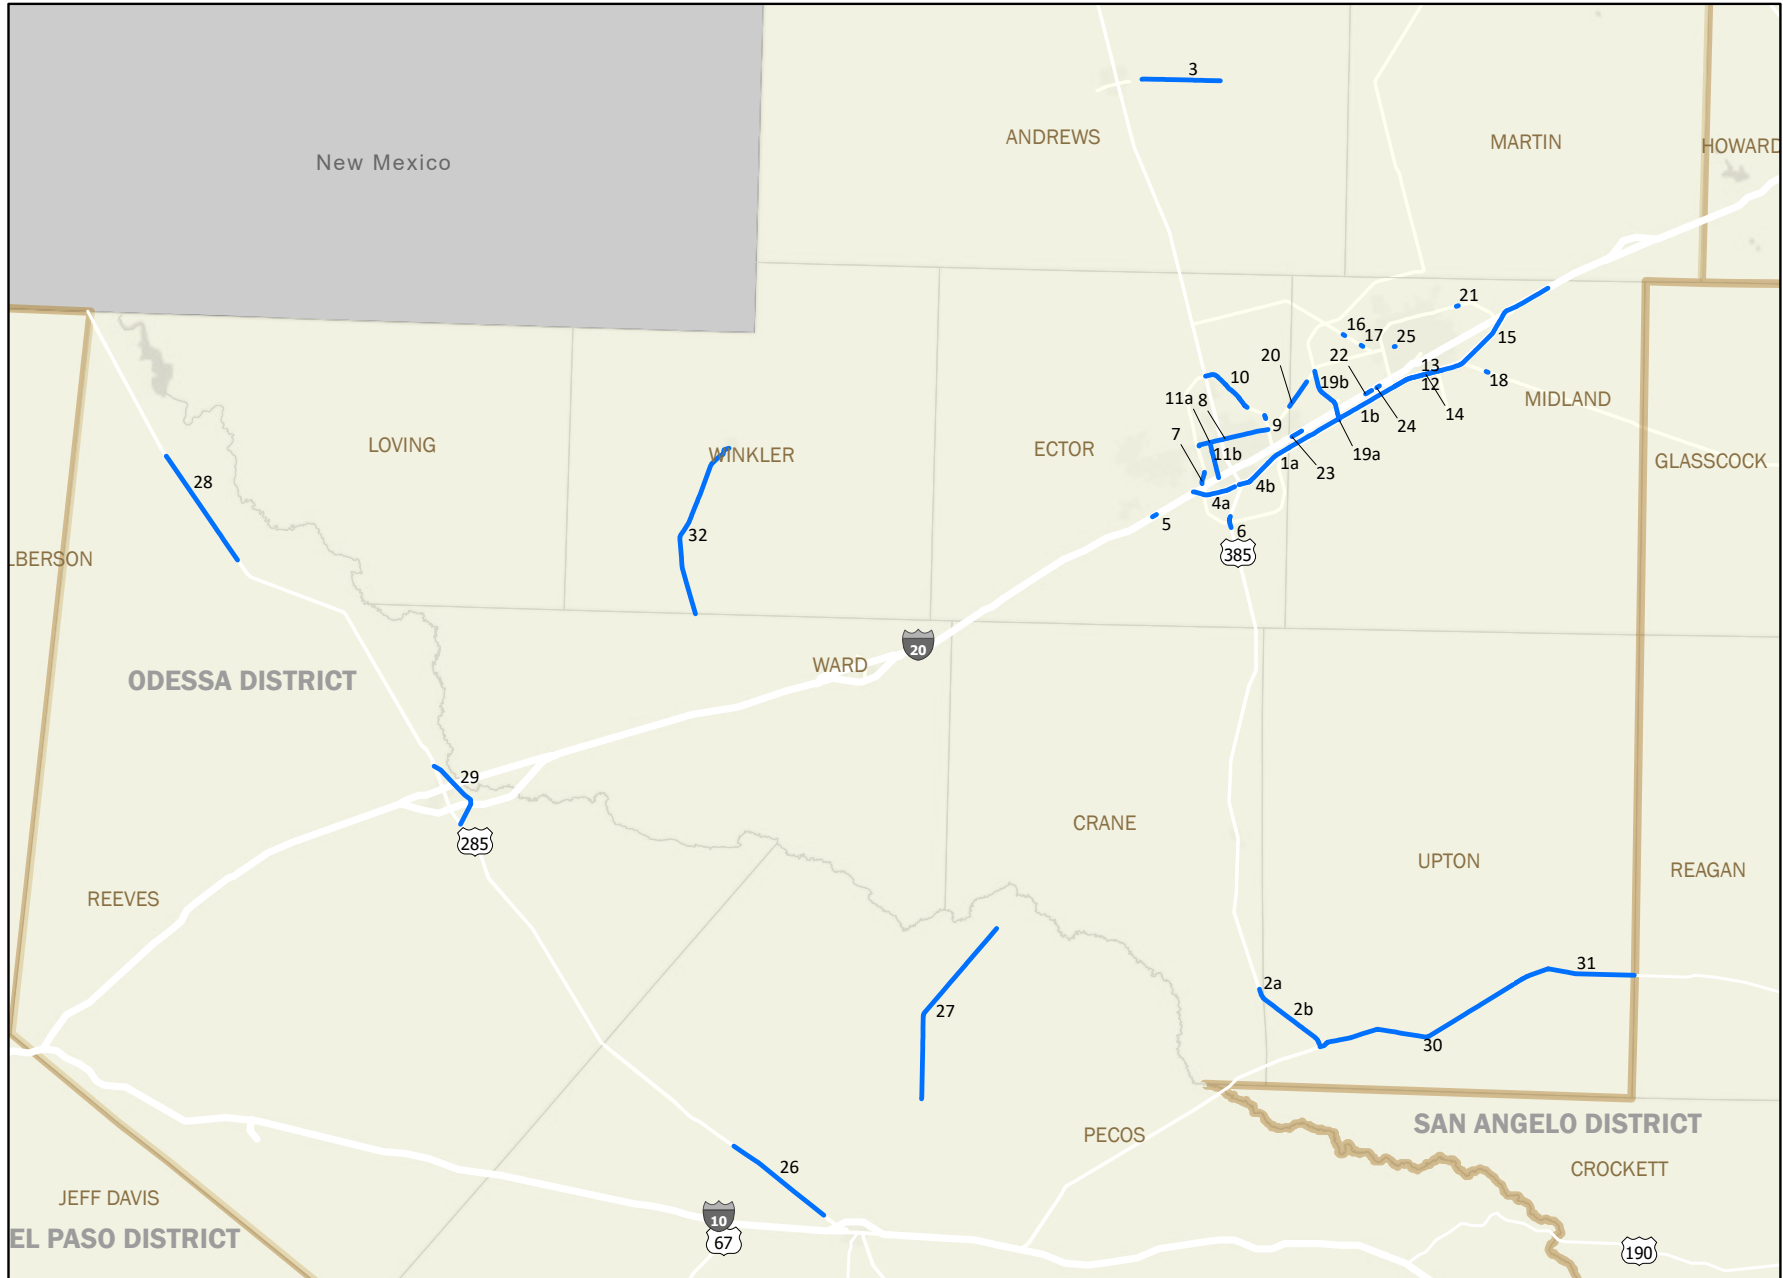 3
ANDREWS
MARTIN
HOWARD
New Mexico
21
16
17
25
15
22
13
20
10
19b
12
18
11a
8
1b
14
MIDLAND
24
7
9
LOVING
WINKLER
ECTOR
11b
1a
19a
GLASSCOCK
23
28
4b
4a
5
6
32
385
LBERSON
20
WARD
ODESSA DISTRICT
29
285
CRANE
UPTON
REAGAN
REEVES
31
2a
2b
27
30
SAN ANGELO DISTRICT
PECOS
26
CROCKETT
JEFF DAVIS
10
67
EL PASO DISTRICT
190